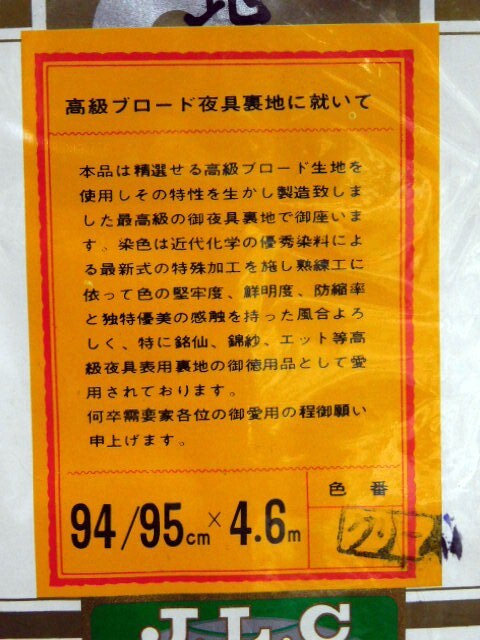 地
高級ブロード夜具裏地に就いて
本品は精選せる高級ブロード生地を
使用しその特性を生かし製造致しま
した最高級の御夜具裏地で御座いま
す。染色は近代化学の優秀染料によ
る最新式の特殊加工を施し熟練工に
依って色の堅牢度、鮮明度、防縮率
と独特優美の感触を持った風合よろ
しく、特に銘仙、錦紗、エット等高
級夜具表用裏地の御徳用品として愛
用されております。
何卒需要家各位の御愛用の程御願い
申上げます。
94/95cm×4.6m
色番
クリーム
J.L.C